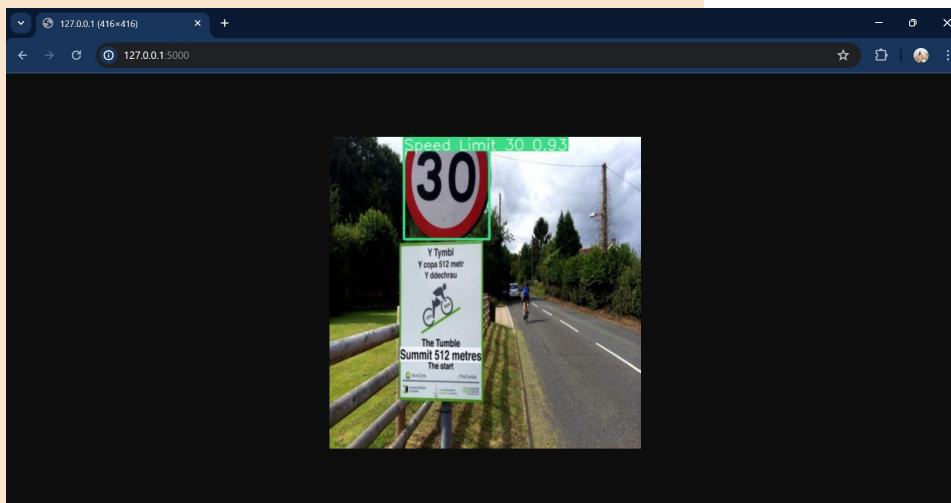 127.0.0.1 (416×416)
127.0.0.1:5000
Speed Limit 30 0.93
30
Y Tymbl
Y copa 512 metr
Y ddechrau
The Tumble
Summit 512 metres
The start